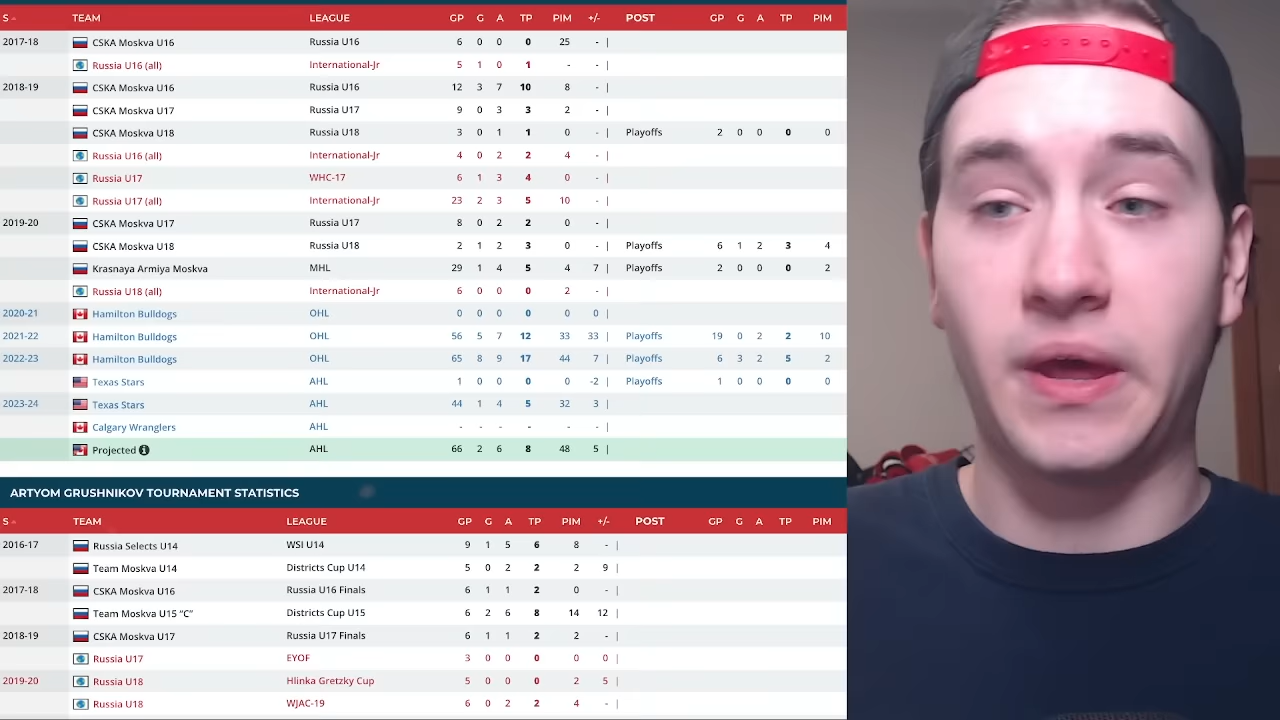 S TEAM LEAGUE GP G A TP PIM +/- POST GP G A TP PIM
2017-18 CSKA Moskva U16 Russia U16 6 0 0 0 25 - |
Russia U16 (all) International-Jr 5 1 0 1 - - |
2018-19 CSKA Moskva U16 Russia U16 12 3 7 10 8 - |
CSKA Moskva U17 Russia U17 9 0 3 3 2 - |
CSKA Moskva U18 Russia U18 3 0 1 1 0 - | Playoffs 2 0 0 0 0
Russia U16 (all) International-Jr 4 0 2 2 4 - |
Russia U17 WHC-17 6 1 3 4 0 - |
Russia U17 (all) International-Jr 23 2 3 5 10 - |
2019-20 CSKA Moskva U17 Russia U17 8 0 2 2 0 - |
CSKA Moskva U18 Russia U18 2 1 2 3 0 - | Playoffs 6 1 2 3 4
Krasnaya Armiya Moskva MHL 29 1 4 5 4 7 | Playoffs 2 0 0 0 2
Russia U18 (all) International-Jr 6 0 0 0 2 - |
2020-21 Hamilton Bulldogs OHL 0 0 0 0 0 0 |
2021-22 Hamilton Bulldogs OHL 56 5 7 12 33 33 | Playoffs 19 0 2 2 10
2022-23 Hamilton Bulldogs OHL 65 8 9 17 44 7 | Playoffs 6 3 2 5 2
Texas Stars AHL 1 0 0 0 0 -2 | Playoffs 1 0 0 0 0
2023-24 Texas Stars AHL 44 1 4 5 32 3 |
Calgary Wranglers AHL - - - - - - |
Projected AHL 66 2 6 8 48 5 |
ARTYOM GRUSHNIKOV TOURNAMENT STATISTICS
S TEAM LEAGUE GP G A TP PIM +/- POST GP G A TP PIM
2016-17 Russia Selects U14 WSI U14 9 1 5 6 8 - |
Team Moskva U14 Districts Cup U14 5 0 2 2 2 9 |
2017-18 CSKA Moskva U16 Russia U16 Finals 6 1 1 2 0 - |
Team Moskva U15 "C" Districts Cup U15 6 2 6 8 14 12 |
2018-19 CSKA Moskva U17 Russia U17 Finals 6 1 1 2 2 - |
Russia U17 EYOF 3 0 0 0 0 0 |
2019-20 Russia U18 Hlinka Gretzky Cup 5 0 0 0 2 5 |
Russia U18 WJAC-19 6 0 2 2 4 - |